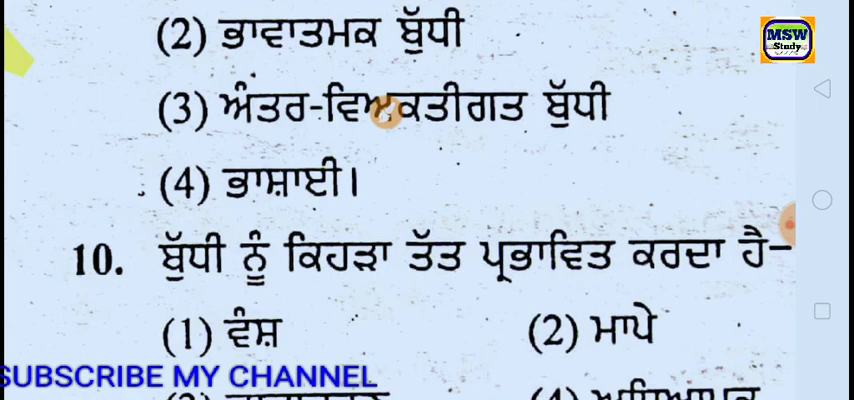 (2) ਭਾਵਾਤਮਕ ਬੁੱਧੀ
MSW
Study
(3) ਅੰਤਰ-ਵਿਅਕਤੀਗਤ ਬੁੱਧੀ
(4) ਭਾਸ਼ਾਈ।
10. ਬੁੱਧੀ ਨੂੰ ਕਿਹੜਾ ਤੱਤ ਪ੍ਰਭਾਵਿਤ ਕਰਦਾ ਹੈ–
(1) ਵੰਸ਼ (2) ਮਾਪੇ
SUBSCRIBE MY CHANNEL